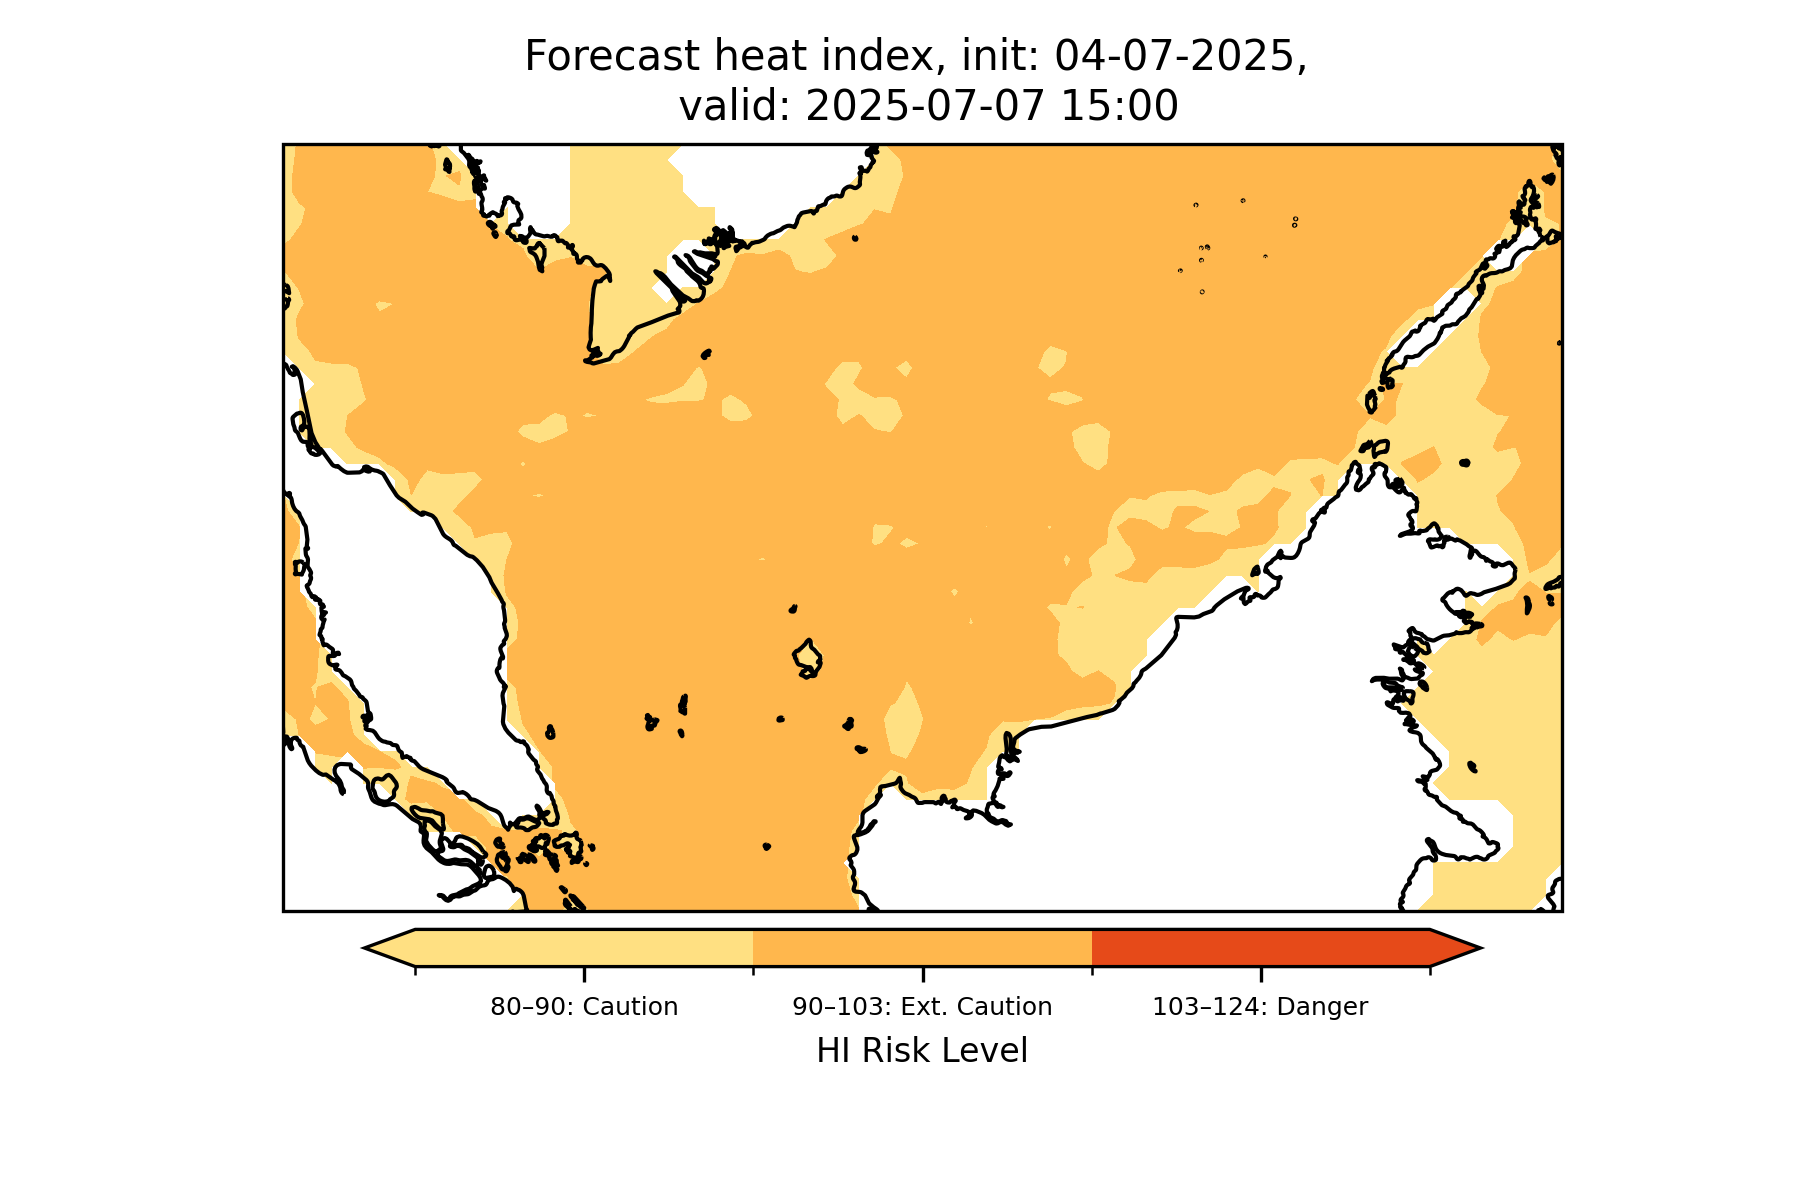 Forecast heat index, init: 04-07-2025,
valid: 2025-07-07 15:00
80–90: Caution
90–103: Ext. Caution
103–124: Danger
HI Risk Level